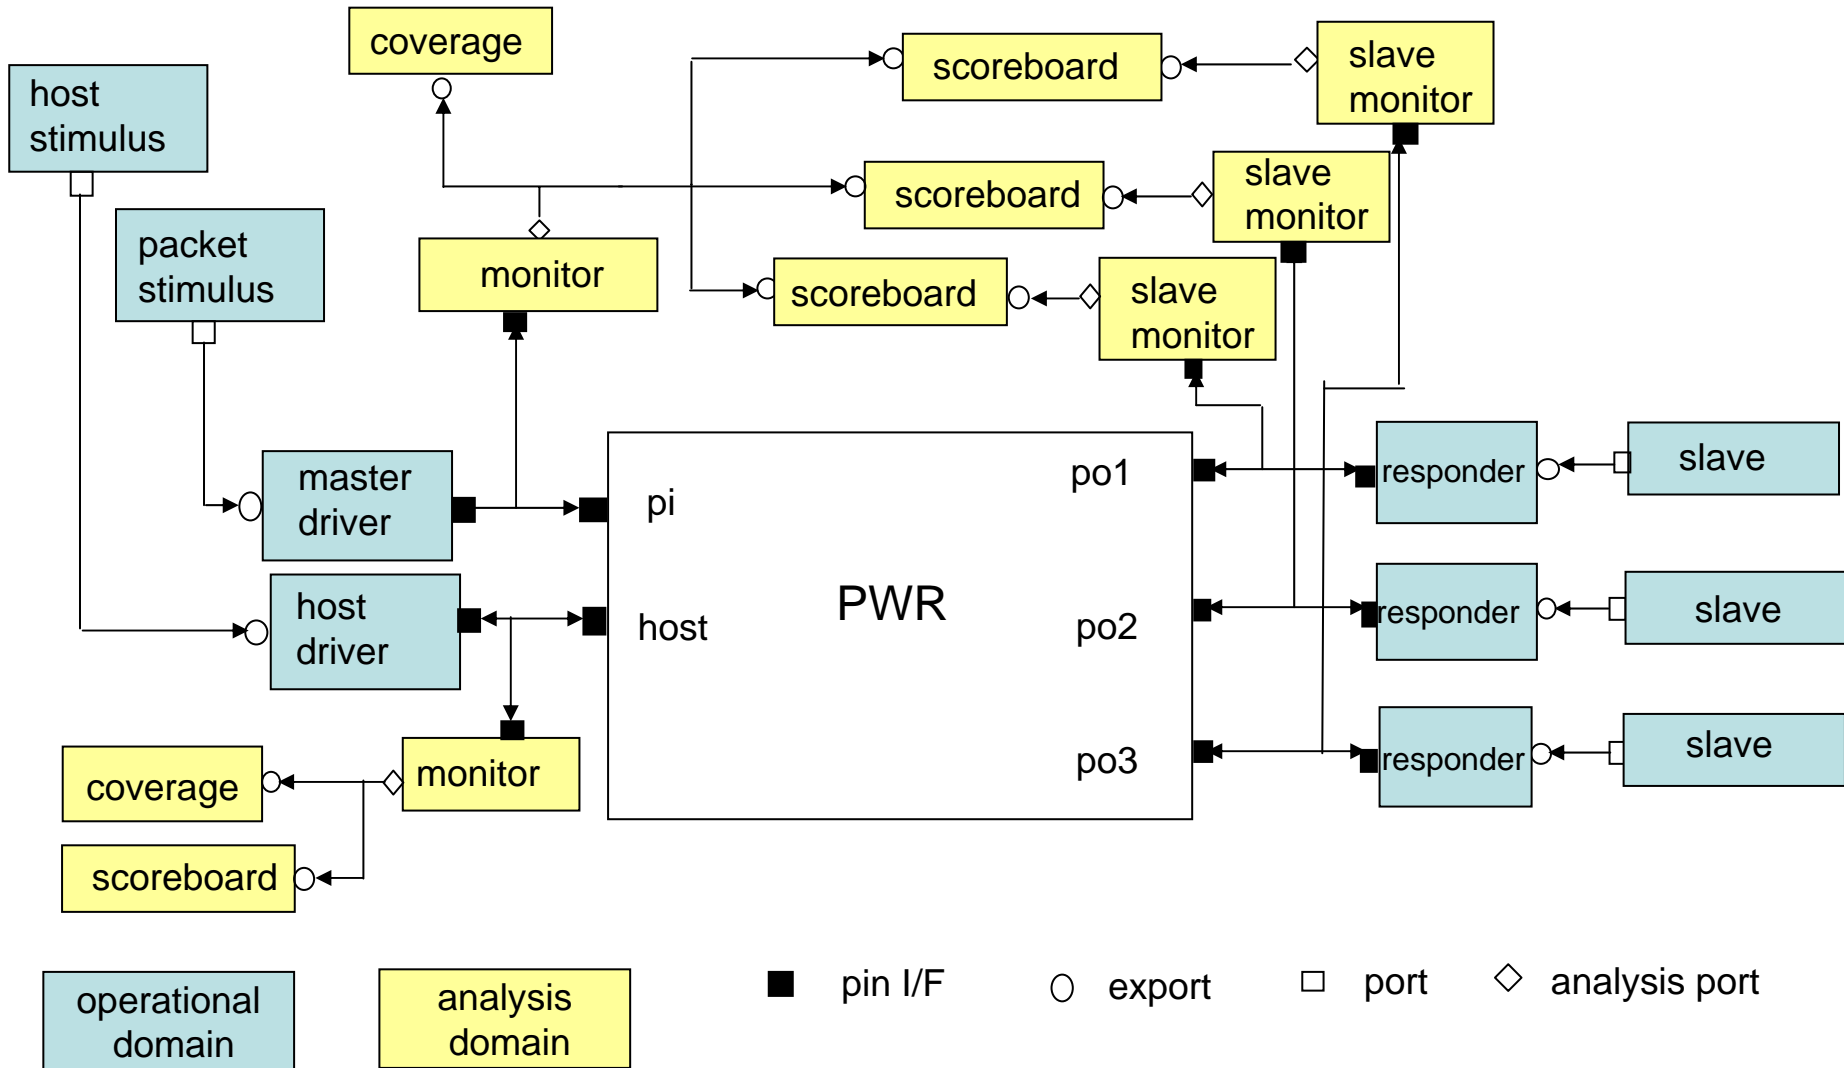 coverage
host
stimulus
scoreboard
slave
monitor
packet
stimulus
monitor
scoreboard
slave
monitor
scoreboard
slave
monitor
master
driver
pi
po1
responder
slave
host
driver
host
PWR
po2
responder
slave
po3
responder
slave
coverage
monitor
scoreboard
operational
domain
analysis
domain
pin I/F
export
port
analysis port